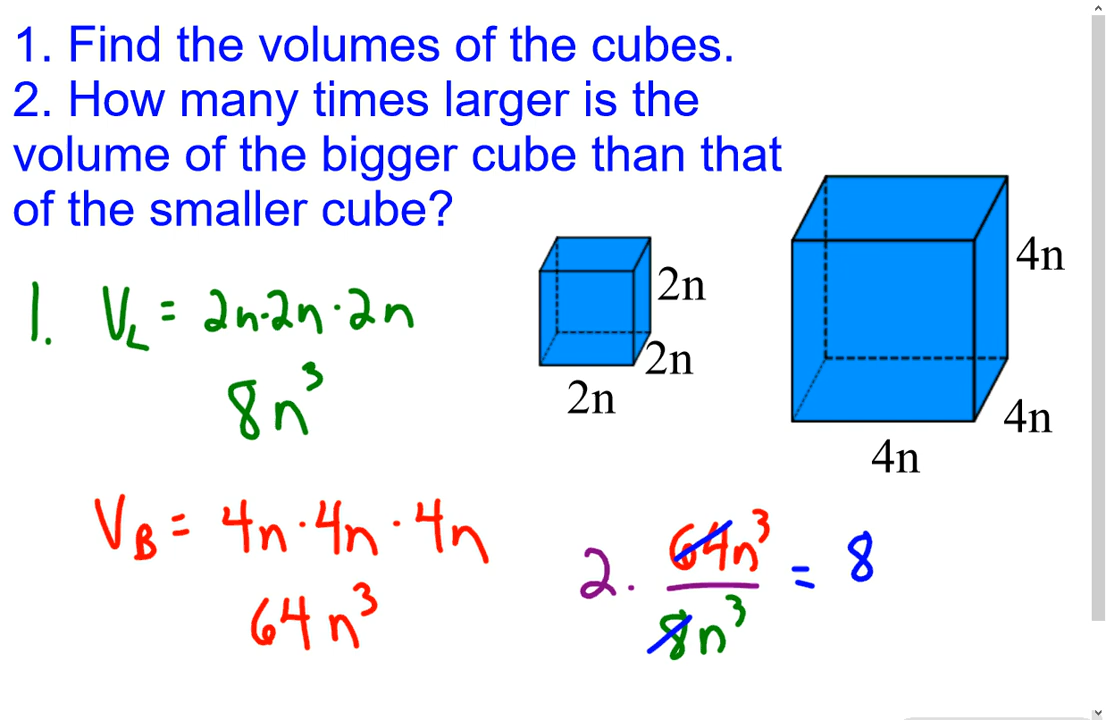 1. Find the volumes of the cubes.
2. How many times larger is the
volume of the bigger cube than that
of the smaller cube?
2n
2n
2n
4n
4n
4n
1. V_L = 2n·2n·2n
8n³
V_B = 4n·4n·4n
64n³
2. 64n³/8n³ = 8